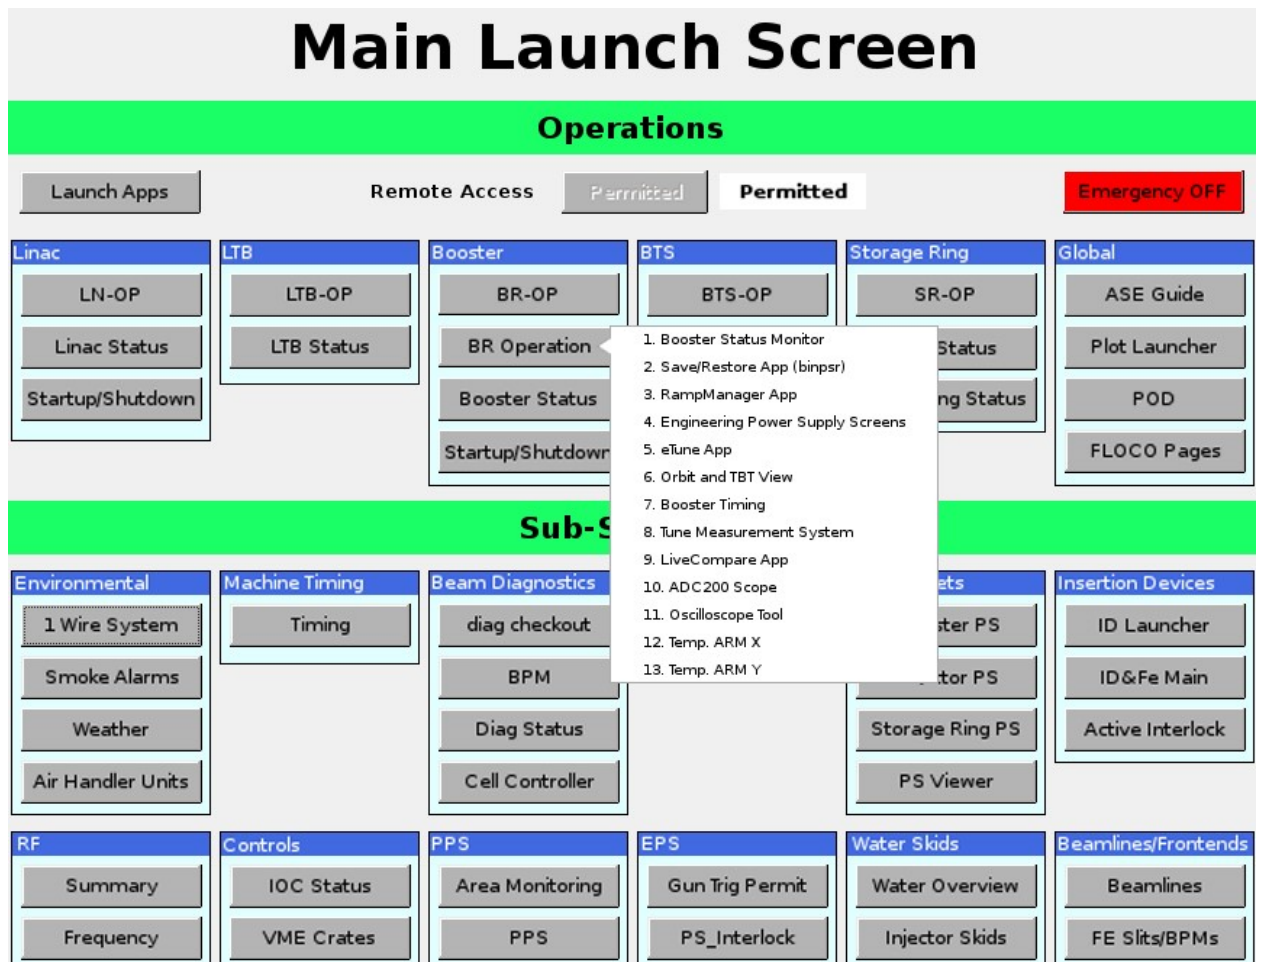 Main Launch Screen
Operations
Launch Apps
Remote Access
Permitted
Permitted
Emergency OFF
Linac
LN-OP
Linac Status
Startup/Shutdown
LTB
LTB-OP
LTB Status
Booster
BR-OP
BR Operation
Booster Status
Startup/Shutdown
BTS
BTS-OP
1. Booster Status Monitor
2. Save/Restore App (binpsr)
3. RampManager App
4. Engineering Power Supply Screens
5. eTune App
6. Orbit and TBT View
7. Booster Timing
8. Tune Measurement System
9. LiveCompare App
10. ADC200 Scope
11. Oscilloscope Tool
12. Temp. ARM X
13. Temp. ARM Y
Storage Ring
SR-OP
Status
ng Status
Global
ASE Guide
Plot Launcher
POD
FLOCO Pages
Sub-S
Environmental
1 Wire System
Smoke Alarms
Weather
Air Handler Units
Machine Timing
Timing
Beam Diagnostics
diag checkout
BPM
Diag Status
Cell Controller
ets
ster PS
tor PS
Storage Ring PS
PS Viewer
Insertion Devices
ID Launcher
ID&Fe Main
Active Interlock
RF
Summary
Frequency
Controls
IOC Status
VME Crates
PPS
Area Monitoring
PPS
EPS
Gun Trig Permit
PS_Interlock
Water Skids
Water Overview
Injector Skids
Beamlines/Frontends
Beamlines
FE Slits/BPMs